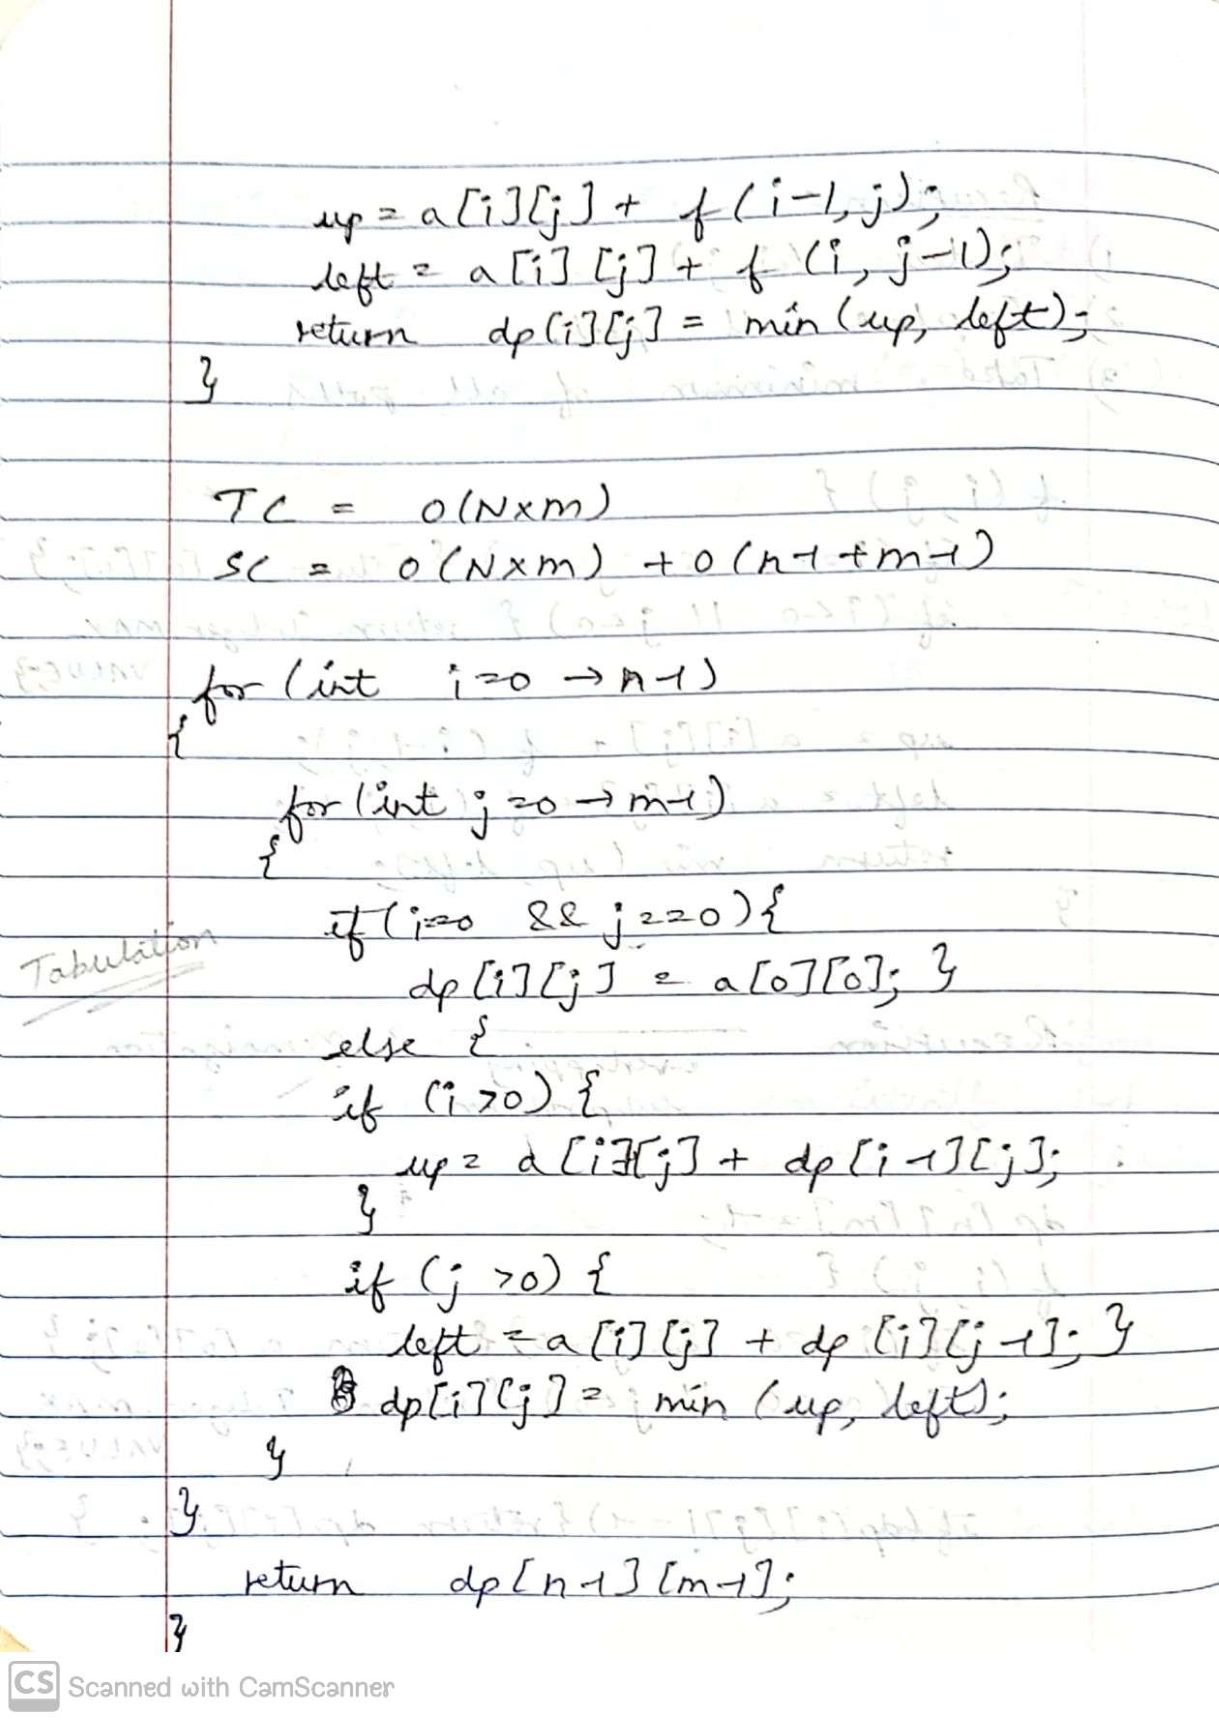 up = a[i][j] + f(i-1, j);
left = a[i][j] + f(i, j-1);
return dp[i][j] = min(up, left);
}
TC = O(N×m)
SC = O(N×m) + O(n-1+m-1)
for (int i=0 → n-1)
{
for (int j=0 → m-1)
{
if (i==0 && j==0) {
Tabulation
dp[i][j] = a[0][0]; }
else {
if (i>0) {
up = a[i][j] + dp[i-1][j];
}
if (j>0) {
left = a[i][j] + dp[i][j-1]; }
dp[i][j] = min(up, left);
}
}
return dp[n-1][m-1];
}
CS Scanned with CamScanner